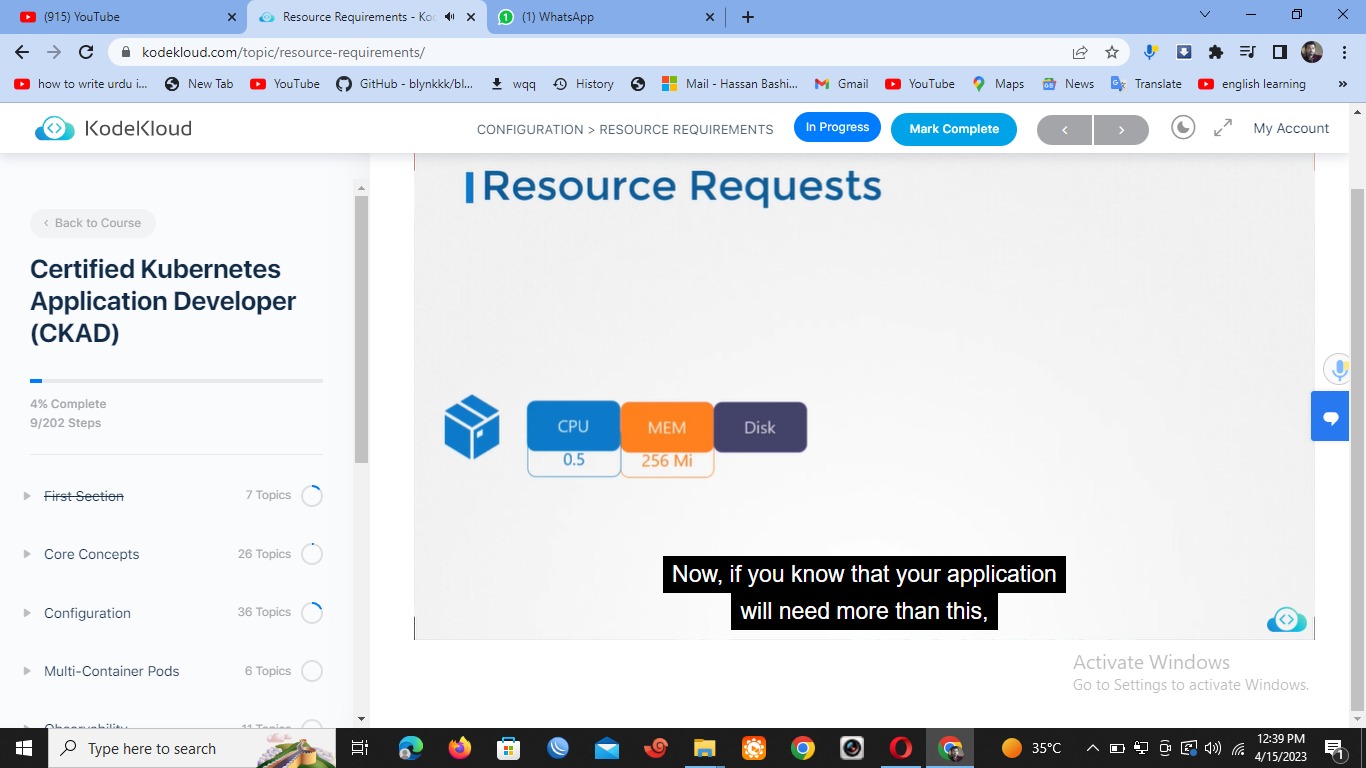 (915) YouTube
Resource Requirements - Ko
(1) WhatsApp
kodekloud.com/topic/resource-requirements/
how to write urdu i...
New Tab
YouTube
GitHub - blynkkk/bl...
wqq
History
Mail - Hassan Bashi...
Gmail
YouTube
Maps
News
Translate
english learning
KodeKloud
CONFIGURATION > RESOURCE REQUIREMENTS
In Progress
Mark Complete
My Account
Back to Course
Certified Kubernetes
Application Developer
(CKAD)
4% Complete
9/202 Steps
First Section 7 Topics
Core Concepts 26 Topics
Configuration 36 Topics
Multi-Container Pods 6 Topics
Observability 11 Topics
Resource Requests
CPU MEM Disk
0.5 256 Mi
Now, if you know that your application
will need more than this,
Activate Windows
Go to Settings to activate Windows.
Type here to search
35°C
12:39 PM
4/15/2023
1